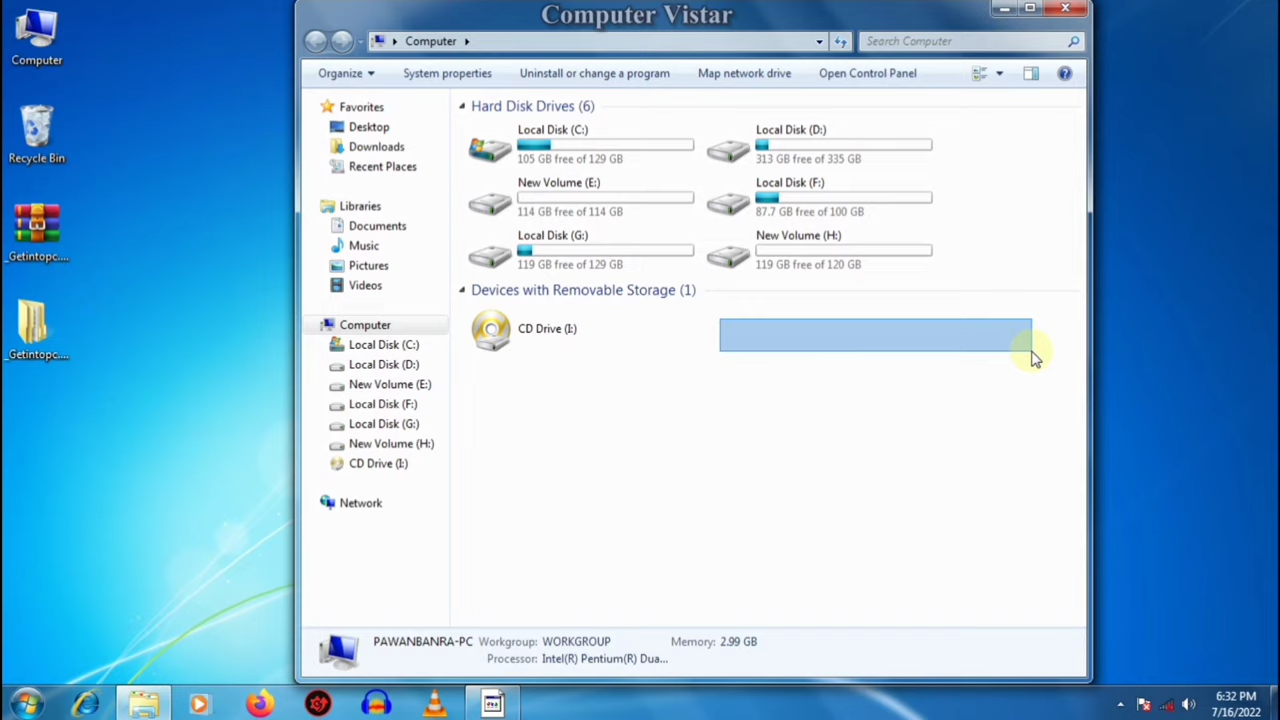 Computer Vistar
Computer
Recycle Bin
_Getintopc....
_Getintopc....
Computer
Search Computer
Organize
System properties
Uninstall or change a program
Map network drive
Open Control Panel
Favorites
Desktop
Downloads
Recent Places
Libraries
Documents
Music
Pictures
Videos
Computer
Local Disk (C:)
Local Disk (D:)
New Volume (E:)
Local Disk (F:)
Local Disk (G:)
New Volume (H:)
CD Drive (I:)
Network
Hard Disk Drives (6)
Local Disk (C:)
105 GB free of 129 GB
Local Disk (D:)
313 GB free of 335 GB
New Volume (E:)
114 GB free of 114 GB
Local Disk (F:)
87.7 GB free of 100 GB
Local Disk (G:)
119 GB free of 129 GB
New Volume (H:)
119 GB free of 120 GB
Devices with Removable Storage (1)
CD Drive (I:)
PAWANBANRA-PC Workgroup: WORKGROUP Memory: 2.99 GB
Processor: Intel(R) Pentium(R) Dua...
6:32 PM
7/16/2022